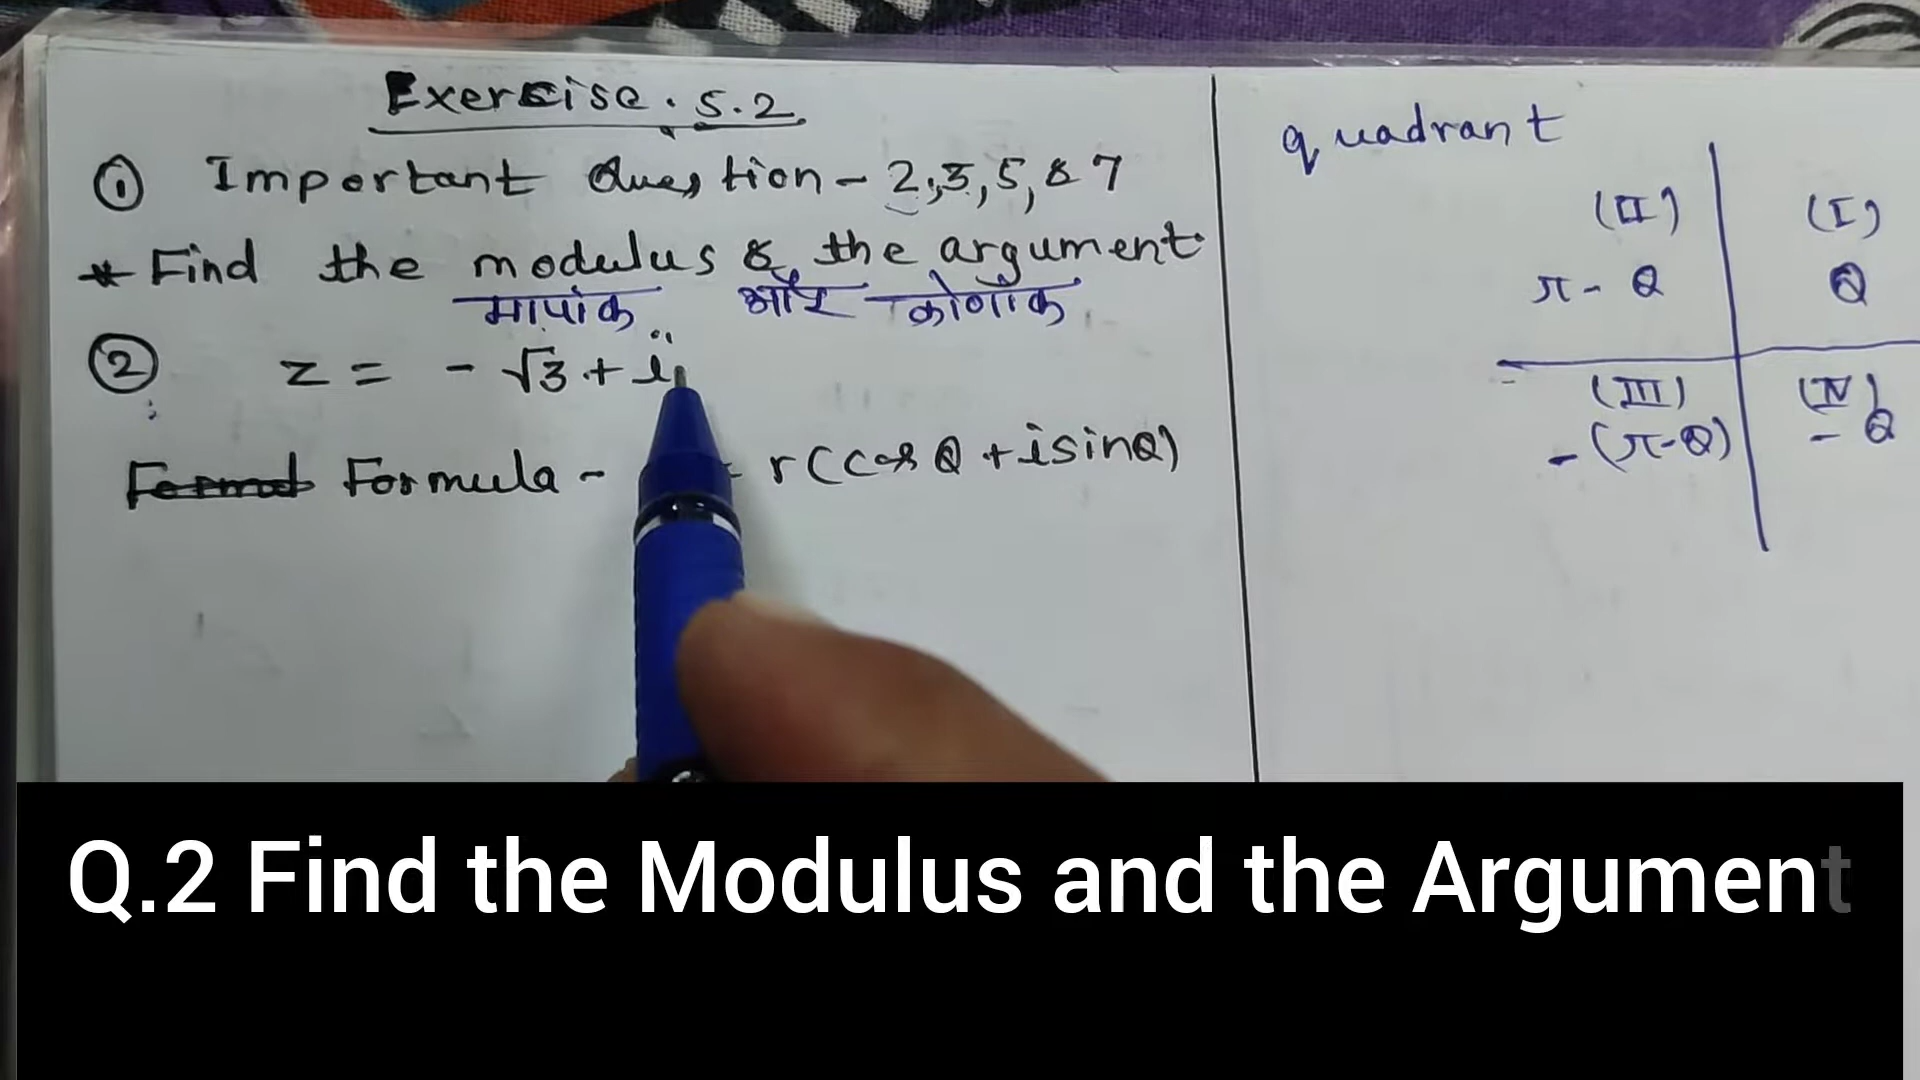 Exercise. 5.2
① Important Question - 2,3,5,& 7
* Find the modulus & the argument
मापांक और कोणांक
② z = - √3 + i
Formula - = r(cos θ + i sinθ)
quadrant
(II) (I)
π - θ θ
(III) (IV)
- (π-θ) - θ
Q.2 Find the Modulus and the Argument